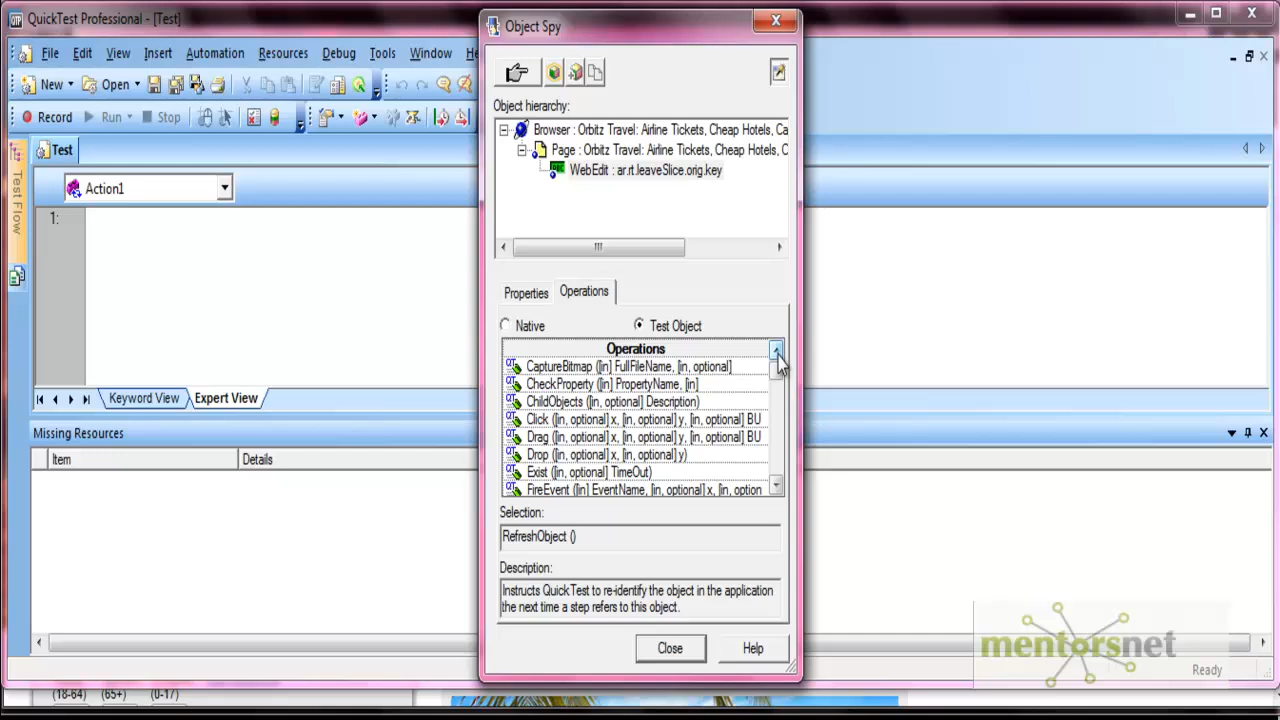 QuickTest Professional - [Test]
File Edit View Insert Automation Resources Debug Tools Window He
New Open
Record Run Stop
Test
Test Flow
Action1
1:
Keyword View Expert View
Missing Resources
Item Details
Object Spy
Object hierarchy:
Browser : Orbitz Travel: Airline Tickets, Cheap Hotels, Ca
Page : Orbitz Travel: Airline Tickets, Cheap Hotels, C
WebEdit : ar.rt.leaveSlice.orig.key
Properties Operations
Native Test Object
Operations
CaptureBitmap ([in] FullFileName, [in, optional]
CheckProperty ([in] PropertyName, [in]
ChildObjects ([in, optional] Description)
Click ([in, optional] x, [in, optional] y, [in, optional] BU
Drag ([in, optional] x, [in, optional] y, [in, optional] BU
Drop ([in, optional] x, [in, optional] y)
Exist ([in, optional] TimeOut)
FireEvent ([in] EventName, [in, optional] x, [in, option
Selection:
RefreshObject ()
Description:
Instructs QuickTest to re-identify the object in the application
the next time a step refers to this object.
Close Help
mentorsnet
Ready
(18-64) (65+) (0-17)